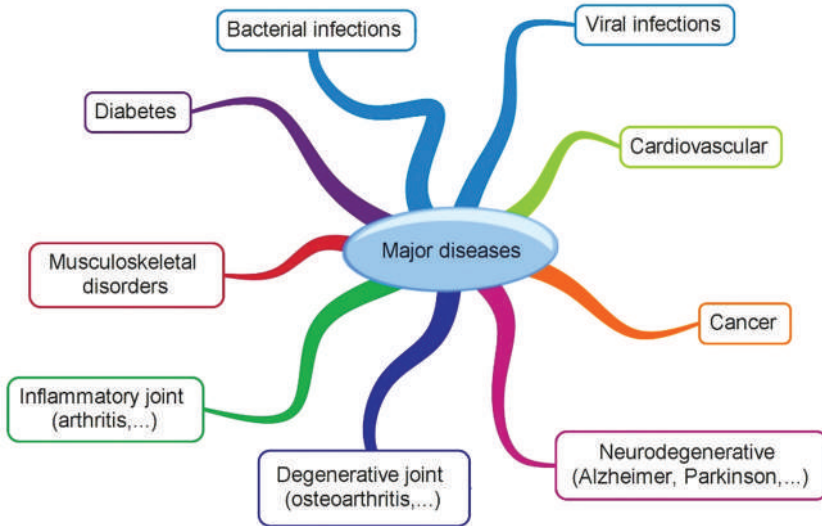 Bacterial infections
Viral infections
Diabetes
Cardiovascular
Major diseases
Musculoskeletal
disorders
Cancer
Inflammatory joint
(arthritis,...)
Neurodegenerative
(Alzheimer, Parkinson,...)
Degenerative joint
(osteoarthritis,...)